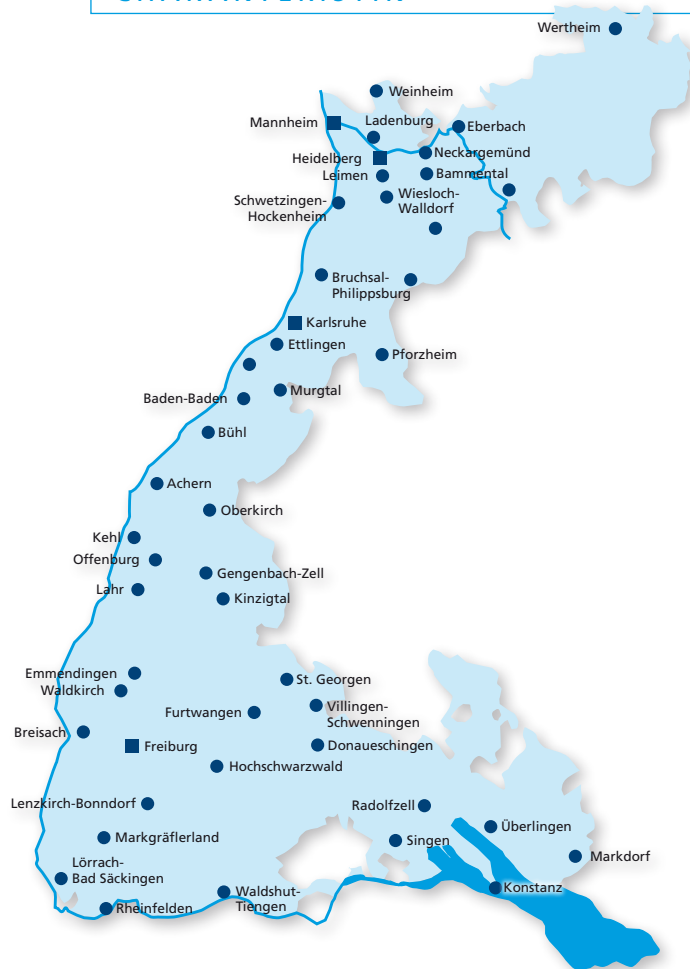 Wertheim
Weinheim
Ladenburg
Mannheim
Eberbach
Neckargemünd
Heidelberg
Leimen
Bammental
Wiesloch-
Walldorf
Schwetzingen-
Hockenheim
Bruchsal-
Philippsburg
Karlsruhe
Ettlingen
Pforzheim
Murgtal
Baden-Baden
Bühl
Achern
Oberkirch
Kehl
Offenburg
Gengenbach-Zell
Lahr
Kinzigtal
Emmendingen
Waldkirch
St. Georgen
Furtwangen
Villingen-
Schwenningen
Breisach
Freiburg
Donaueschingen
Hochschwarzwald
Lenzkirch-Bonndorf
Radolfzell
Überlingen
Markgräflerland
Singen
Markdorf
Lörrach-
Bad Säckingen
Waldshut-
Tiengen
Konstanz
Rheinfelden